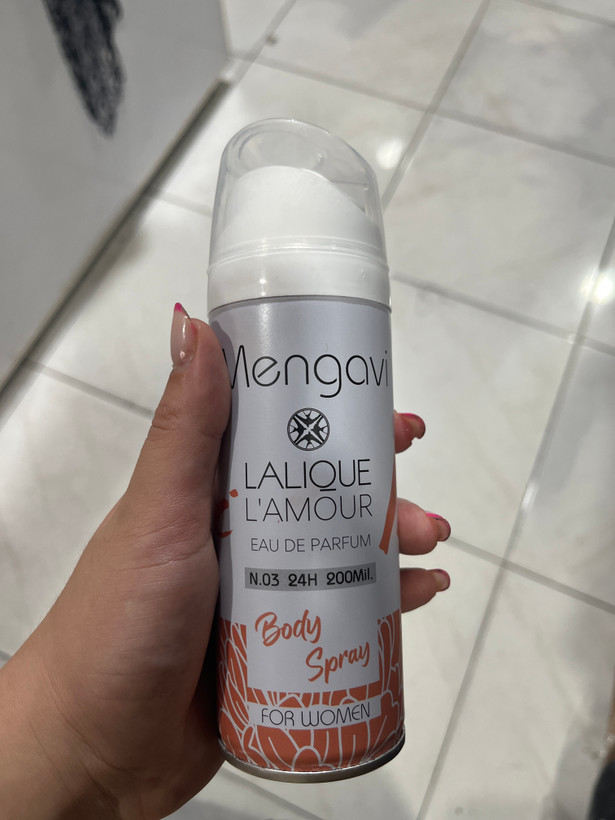 Mengavi
LALIQUE
L'AMOUR
EAU DE PARFUM
N.03 24H 200Mil.
Body
Spray
FOR WOMEN